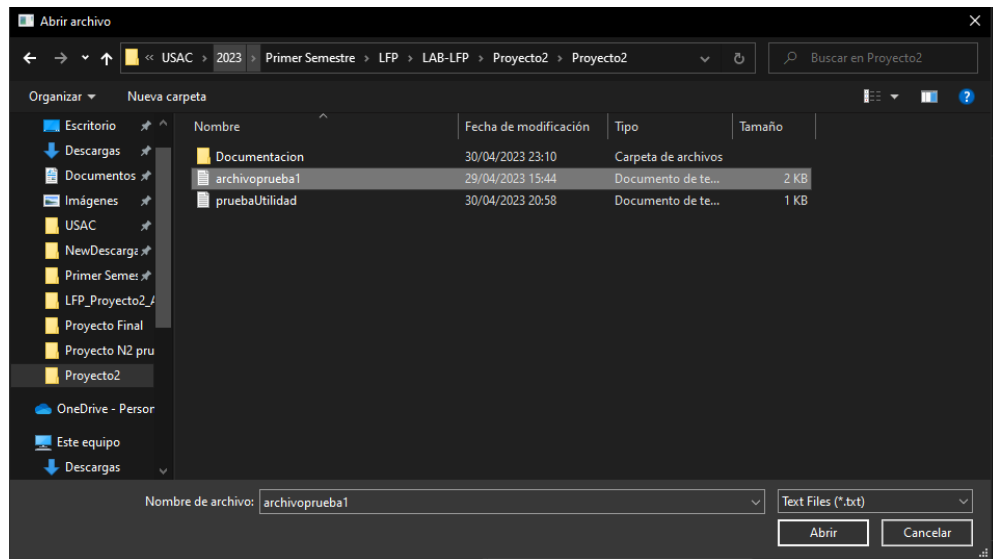 Abrir archivo
« USAC › 2023 › Primer Semestre › LFP › LAB-LFP › Proyecto2 › Proyecto2
Buscar en Proyecto2
Organizar
Nueva carpeta
Nombre Fecha de modificación Tipo Tamaño
Escritorio
Descargas
Documentos
Imágenes
USAC
NewDescarga
Primer Semes
LFP_Proyecto2_A
Proyecto Final
Proyecto N2 pru
Proyecto2
OneDrive - Person
Este equipo
Descargas
Documentacion 30/04/2023 23:10 Carpeta de archivos
archivoprueba1 29/04/2023 15:44 Documento de te... 2 KB
pruebaUtilidad 30/04/2023 20:58 Documento de te... 1 KB
Nombre de archivo: archivoprueba1
Text Files (*.txt)
Abrir
Cancelar